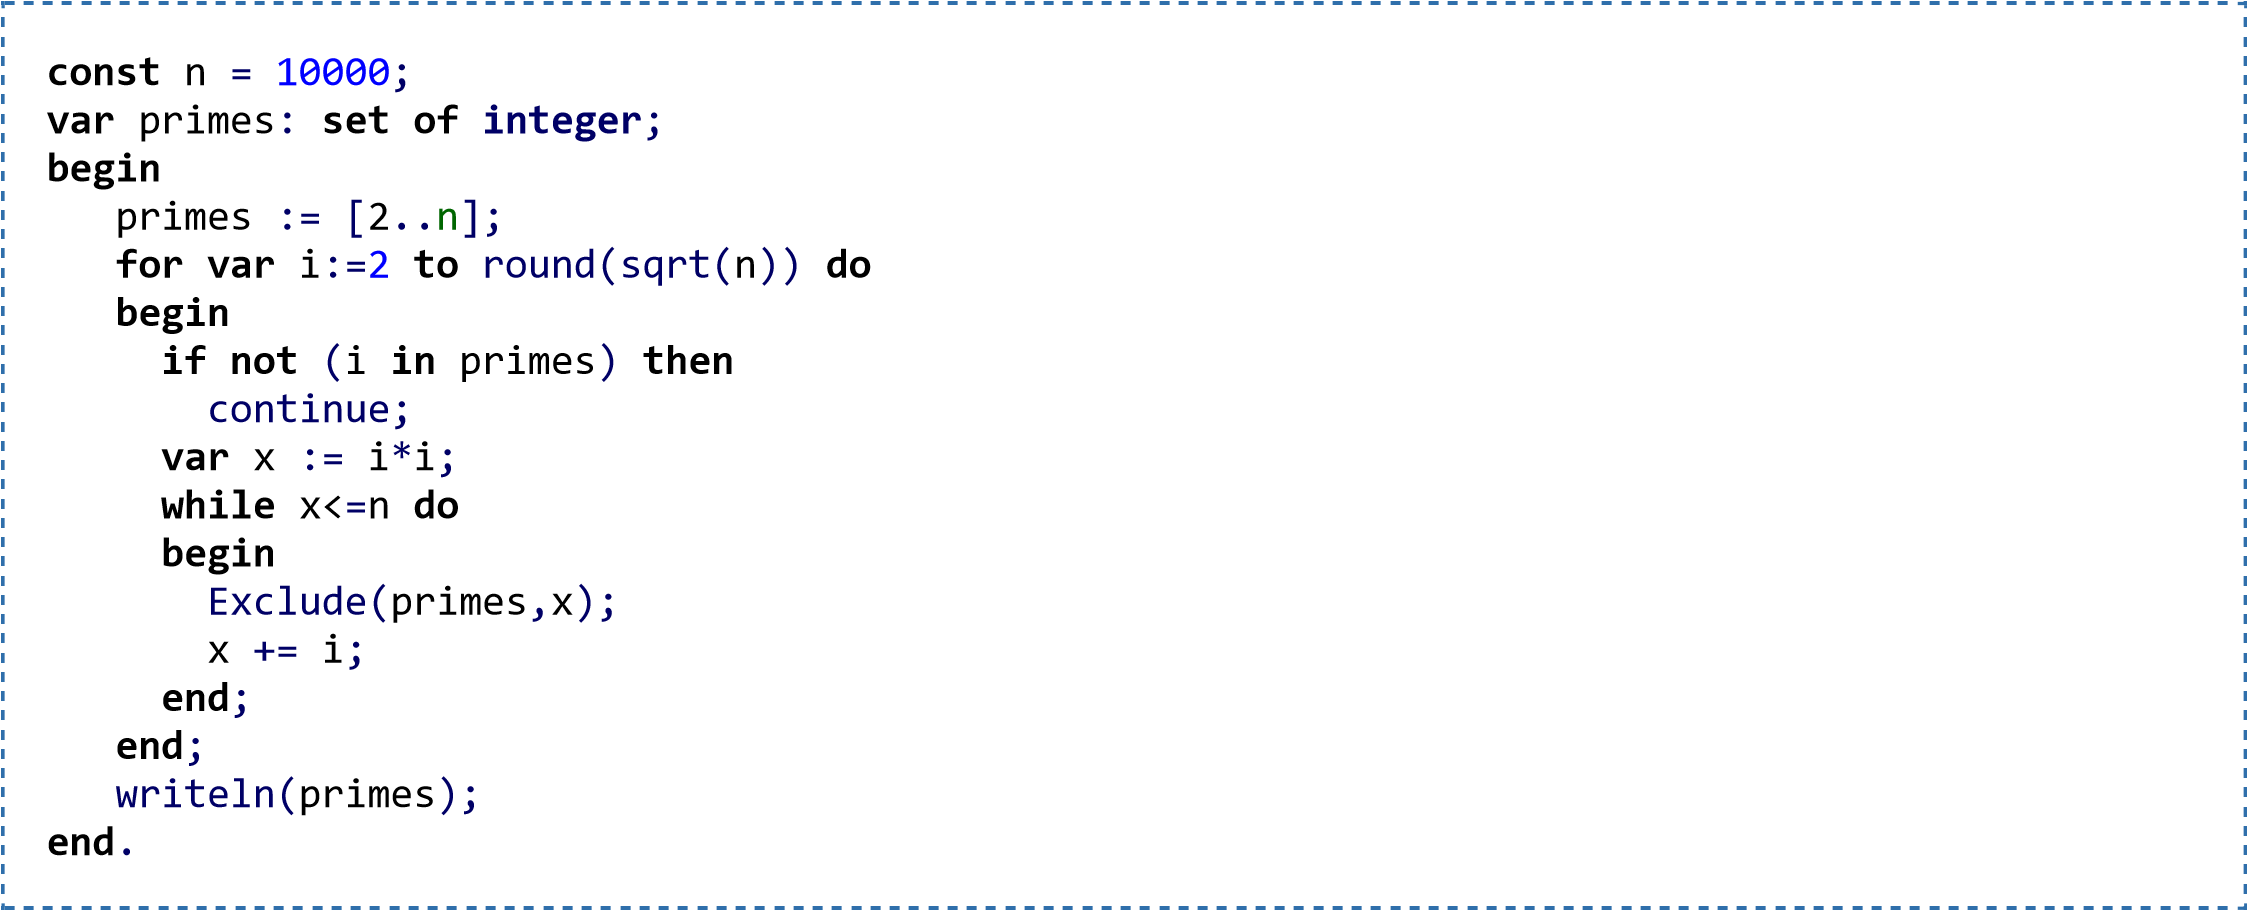 const n = 10000;
var primes: set of integer;
begin
   primes := [2..n];
   for var i:=2 to round(sqrt(n)) do
   begin
     if not (i in primes) then
       continue;
     var x := i*i;
     while x<=n do
     begin
       Exclude(primes,x);
       x += i;
     end;
   end;
   writeln(primes);
end.